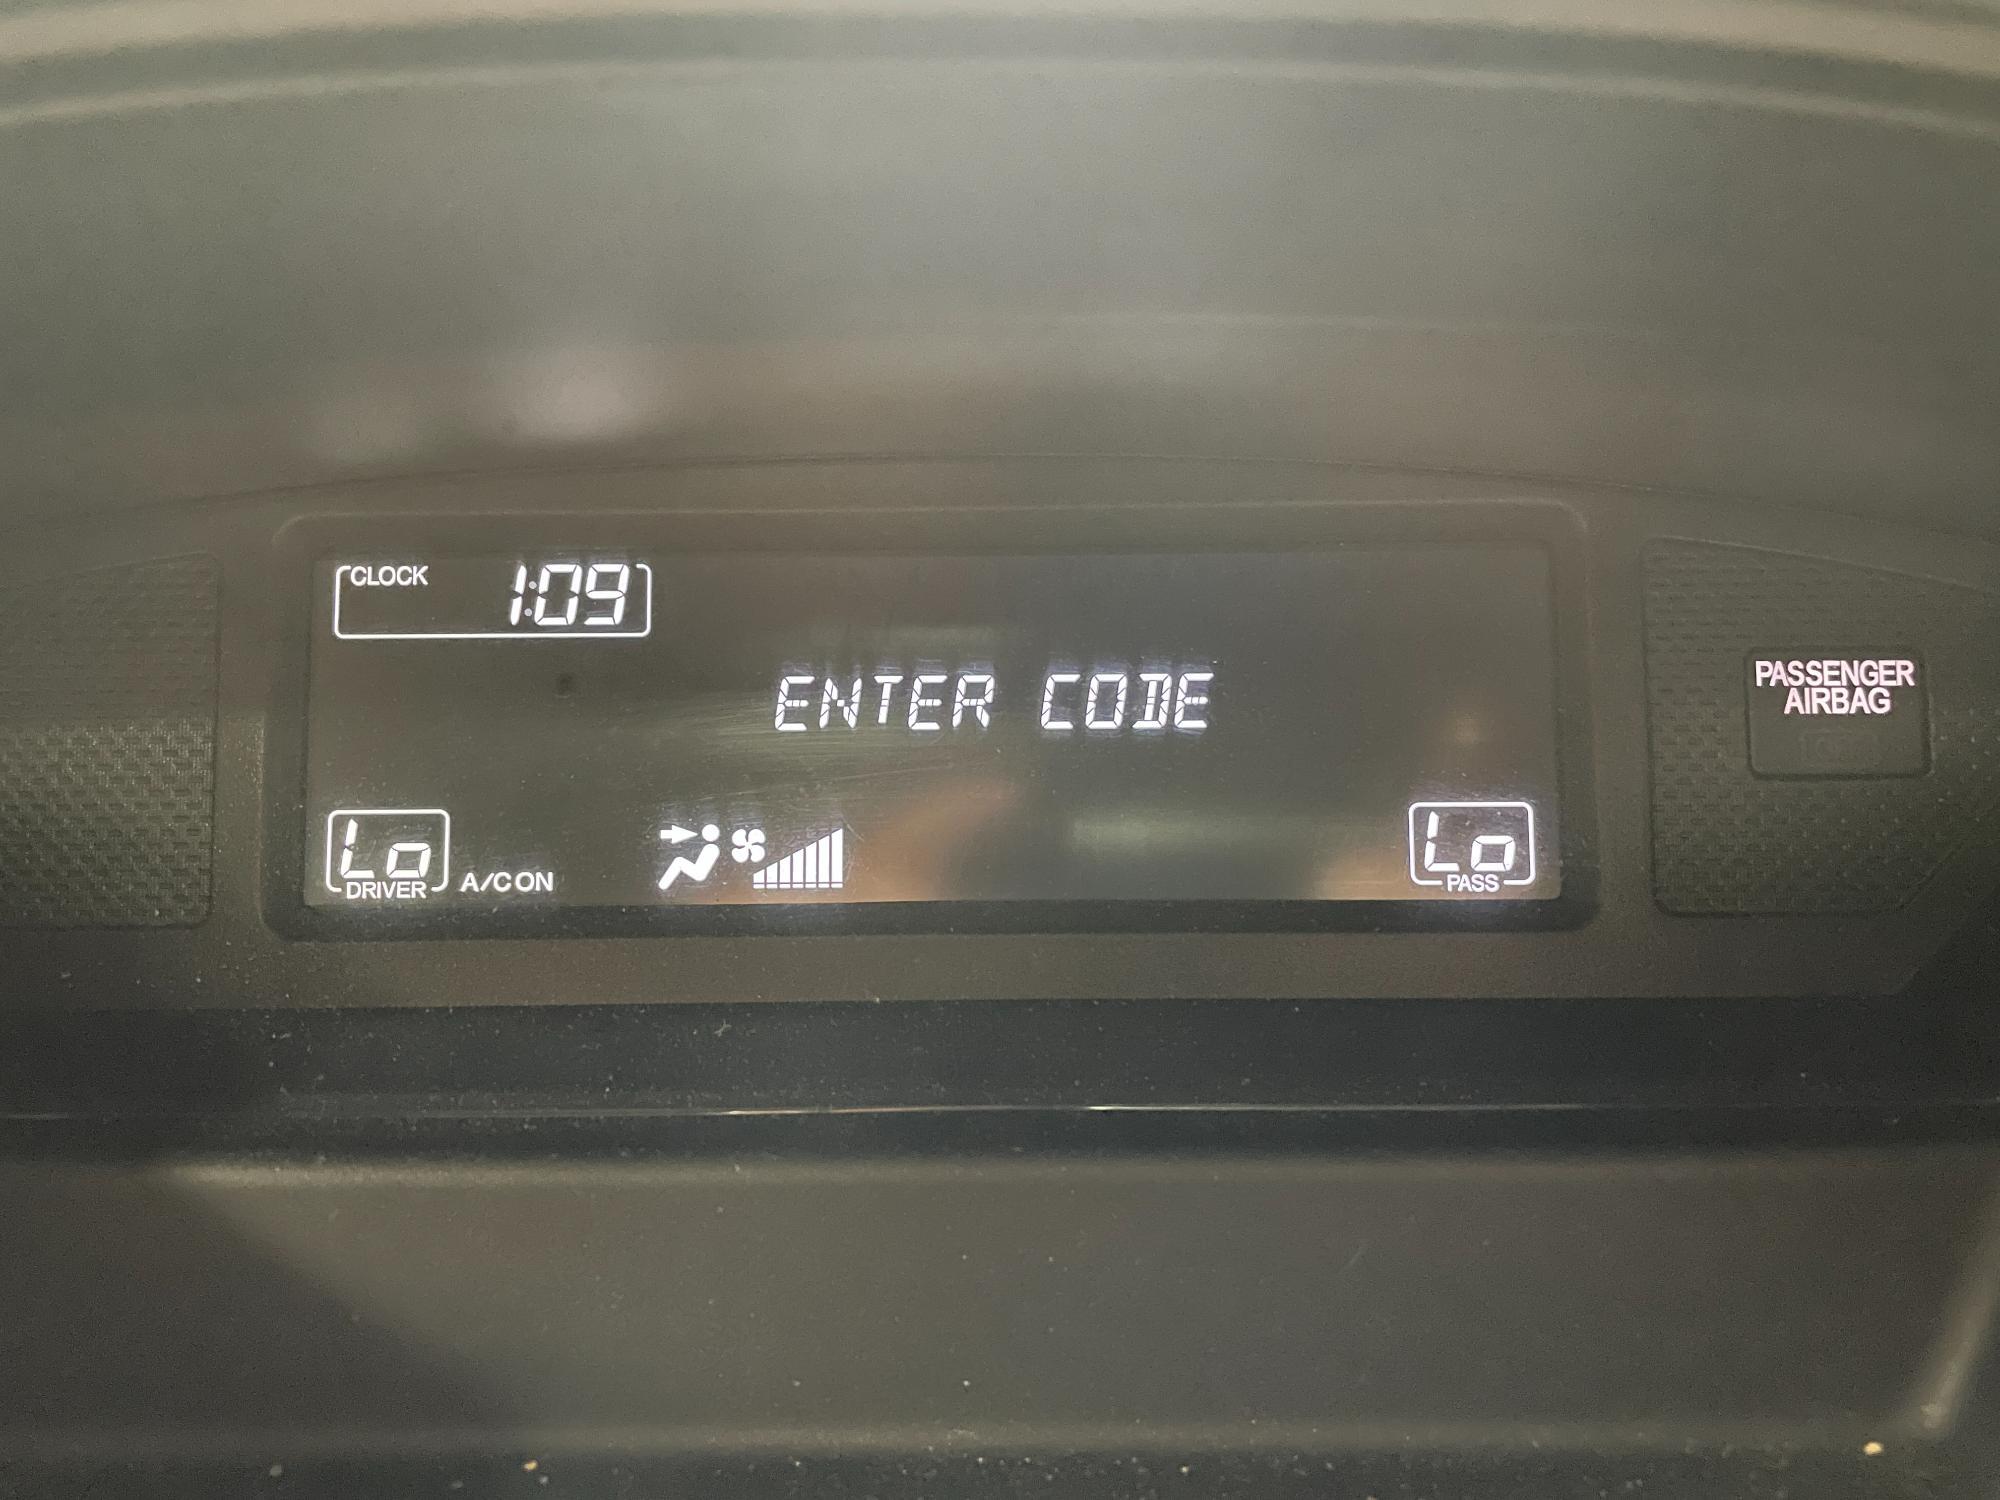 CLOCK 1:09
ENTER CODE
PASSENGER
AIRBAG
Lo
DRIVER
A/C ON
Lo
PASS